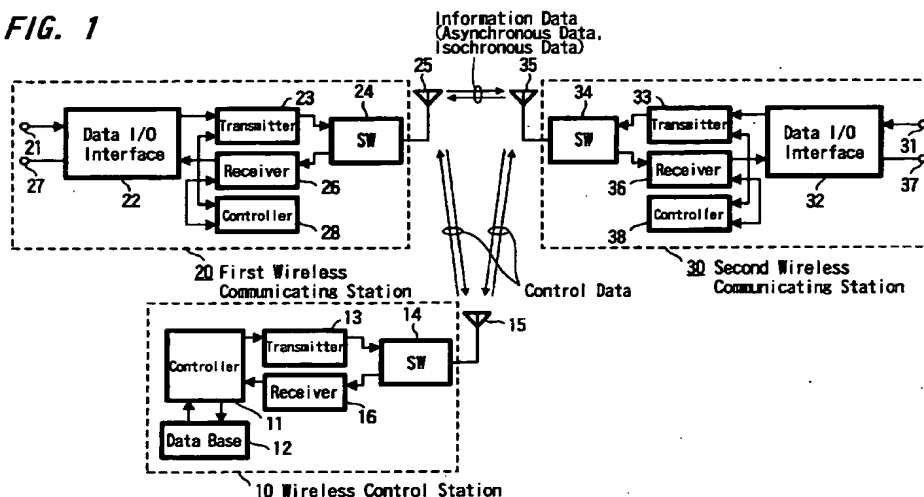 FIG. 1
Information Data
(Asynchronous Data,
Isochronous Data)
25
35
23
24
34
33
Transmitter
SW
SW
Transmitter
21
Data I/O
Interface
Data I/O
Interface
31
27
Receiver
26
36
Receiver
37
22
32
Controller
28
38
Controller
20 First Wireless
Communicating Station
30 Second Wireless
Communicating Station
Control Data
13
14
15
Transmitter
SW
Controller
Receiver
16
11
Data Base
12
10 Wireless Control Station